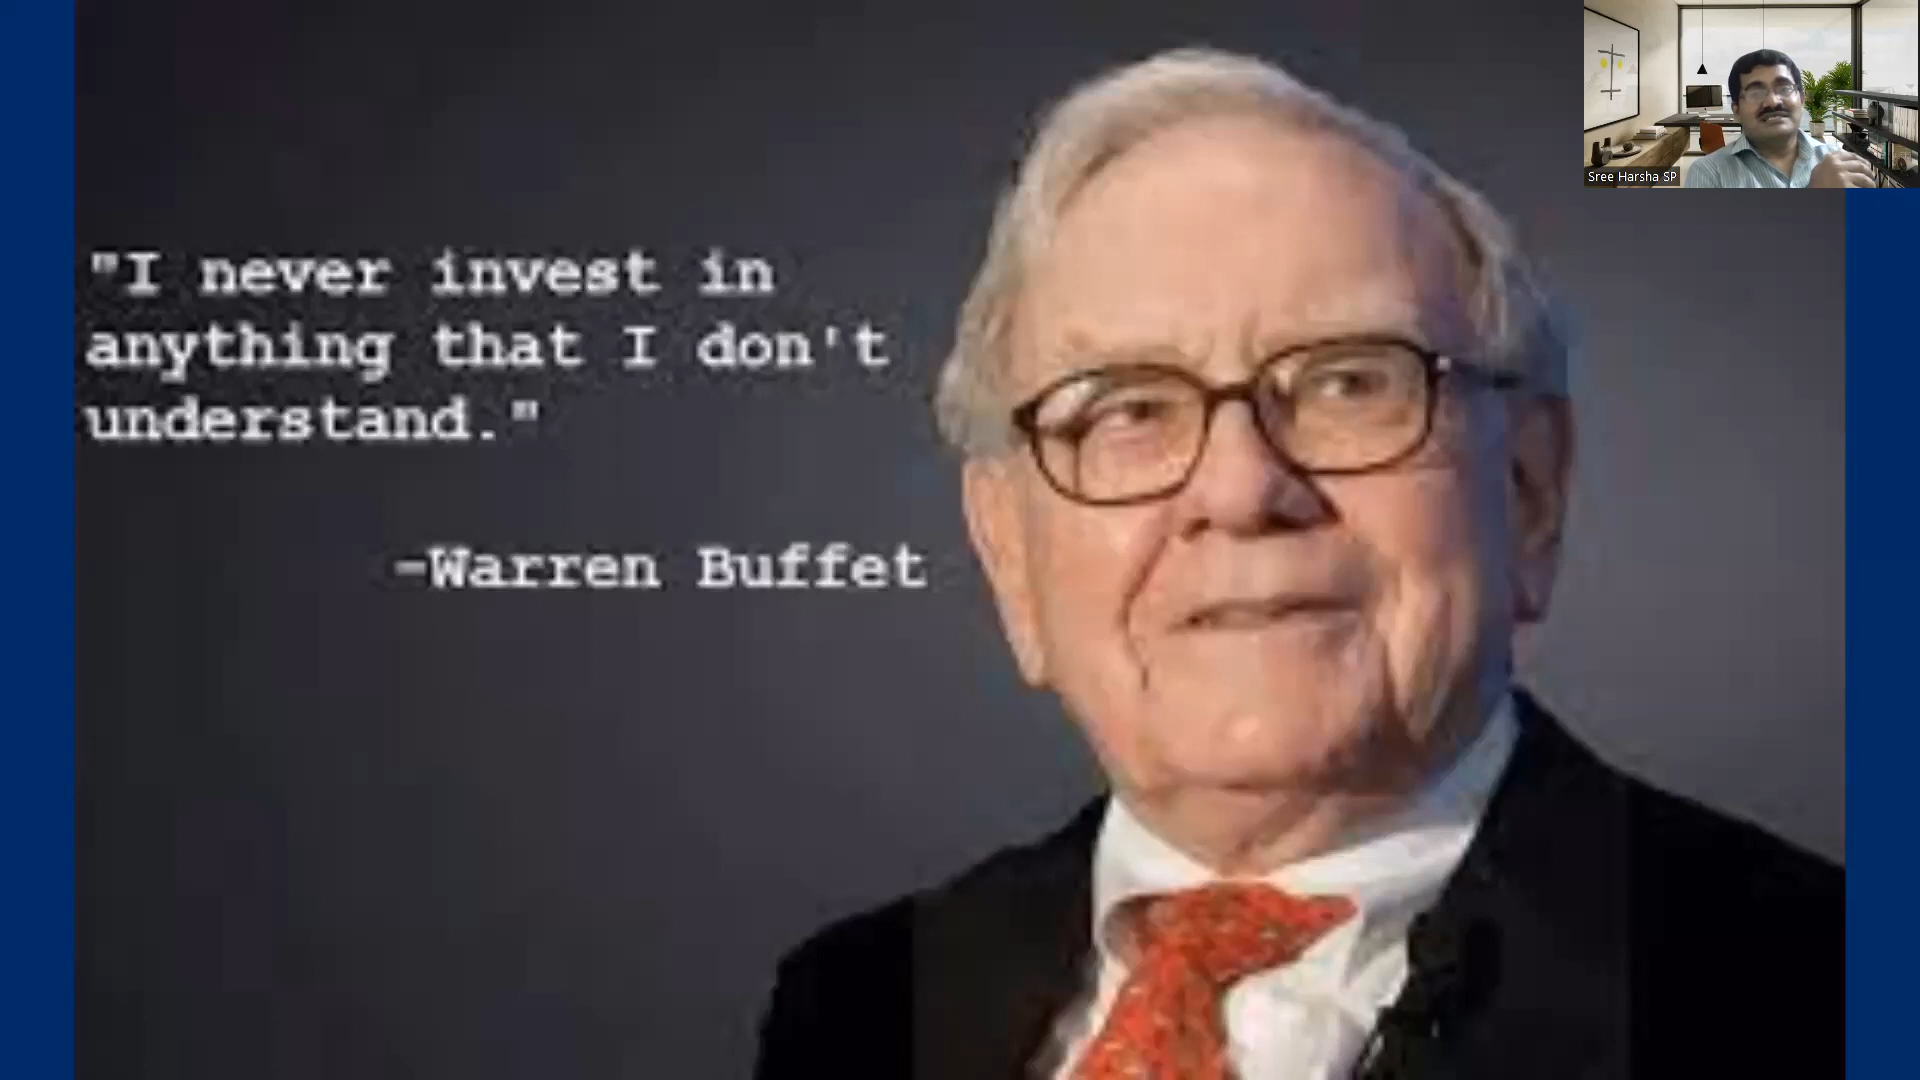 "I never invest in
anything that I don't
understand."
-Warren Buffet
Sree Harsha SP